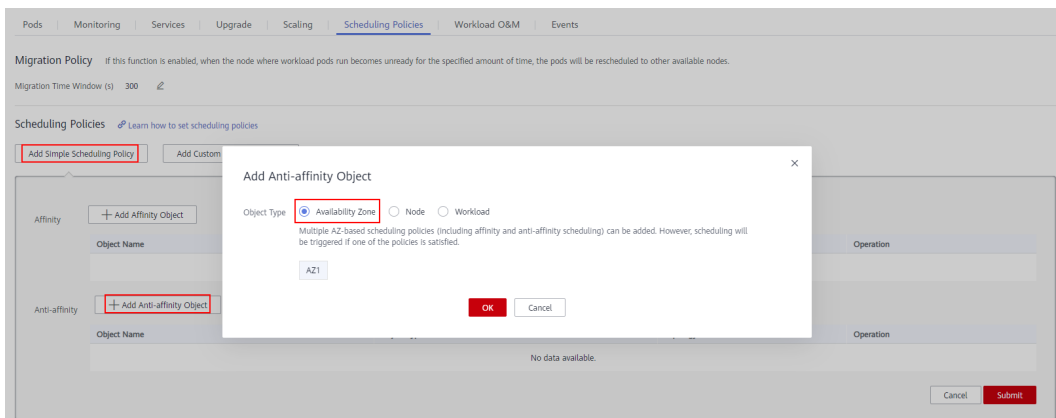 Pods Monitoring Services Upgrade Scaling Scheduling Policies Workload O&M Events
Migration Policy If this function is enabled, when the node where workload pods run becomes unready for the specified amount of time, the pods will be rescheduled to other available nodes.
Migration Time Window (s) 300
Scheduling Policies Learn how to set scheduling policies
Add Simple Scheduling Policy Add Custom
Add Anti-affinity Object
Object Type Availability Zone Node Workload
Multiple AZ-based scheduling policies (including affinity and anti-affinity scheduling) can be added. However, scheduling will
be triggered if one of the policies is satisfied.
AZ1
OK Cancel
Affinity Add Affinity Object
Object Name Operation
Anti-affinity Add Anti-affinity Object
Object Name Operation
No data available.
Cancel Submit